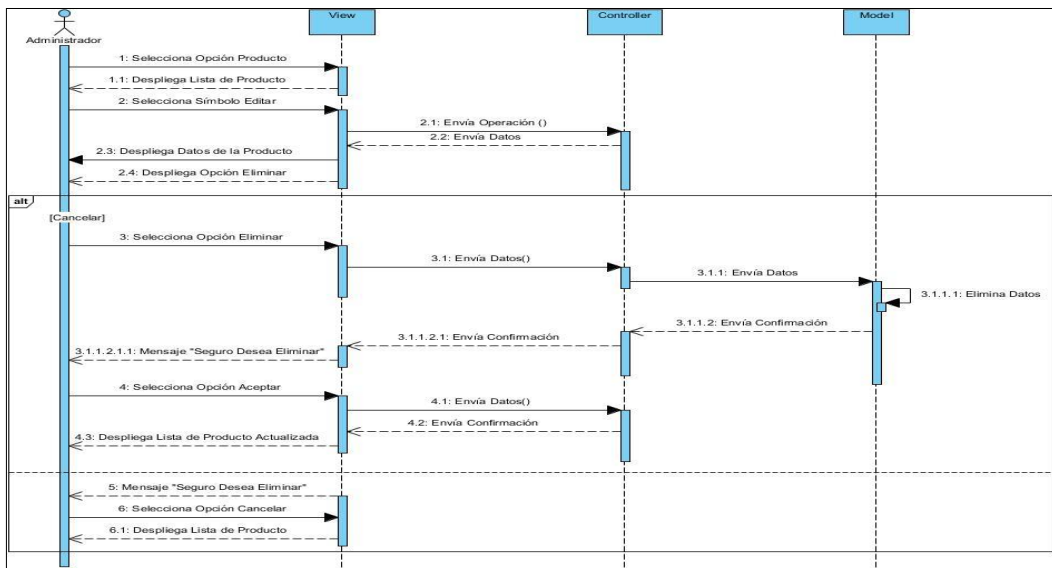 View
Controller
Model
Administrador
1: Selecciona Opción Producto
1.1: Despliega Lista de Producto
2: Selecciona Símbolo Editar
2.1: Envía Operación ()
2.2: Envía Datos
2.3: Despliega Datos de la Producto
2.4: Despliega Opción Eliminar
alt
[Cancelar]
3: Selecciona Opción Eliminar
3.1: Envía Datos()
3.1.1: Envía Datos
3.1.1.1: Elimina Datos
3.1.1.2: Envía Confirmación
3.1.1.2.1: Envía Confirmación
3.1.1.2.1.1: Mensaje "Seguro Desea Eliminar"
4: Selecciona Opción Aceptar
4.1: Envía Datos()
4.2: Envía Confirmación
4.3: Despliega Lista de Producto Actualizada
5: Mensaje "Seguro Desea Eliminar"
6: Selecciona Opción Cancelar
6.1: Despliega Lista de Producto